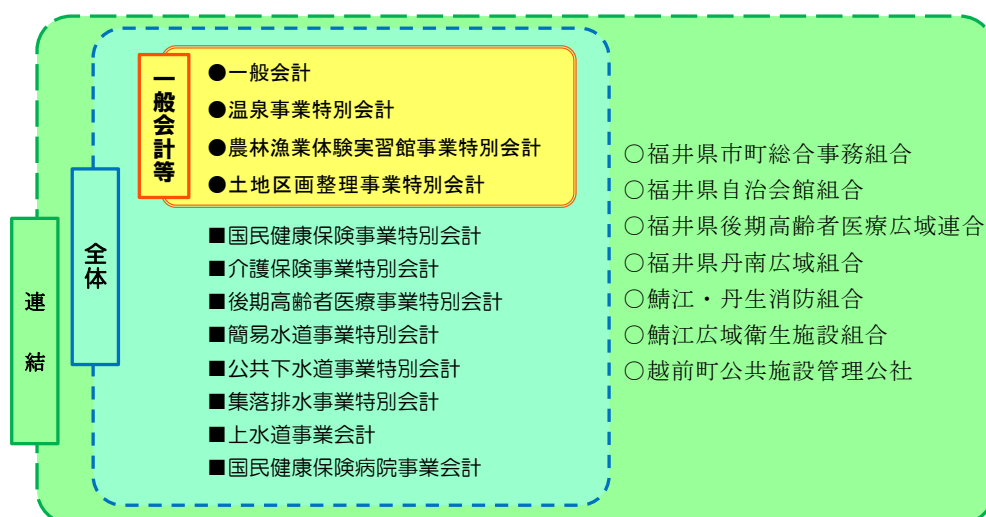 一般会計等
●一般会計
●温泉事業特別会計
●農林漁業体験実習館事業特別会計
●土地区画整理事業特別会計
全体
■国民健康保険事業特別会計
■介護保険事業特別会計
■後期高齢者医療事業特別会計
■簡易水道事業特別会計
■公共下水道事業特別会計
■集落排水事業特別会計
■上水道事業会計
■国民健康保険病院事業会計
連結
○福井県市町総合事務組合
○福井県自治会館組合
○福井県後期高齢者医療広域連合
○福井県丹南広域組合
○鯖江・丹生消防組合
○鯖江広域衛生施設組合
○越前町公共施設管理公社